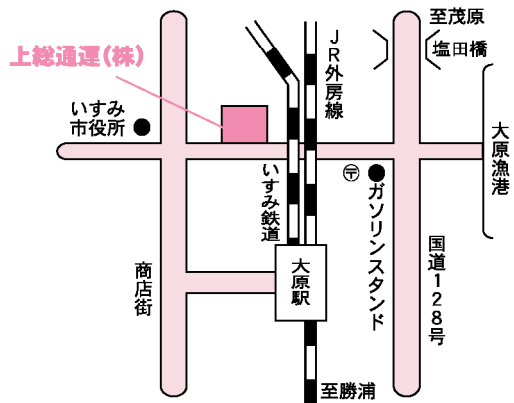 至茂原
塩田橋
JR外房線
上総通運(株)
いすみ
市役所
大原漁港
〒
ガソリンスタンド
いすみ鉄道
国道128号
大原駅
商店街
至勝浦